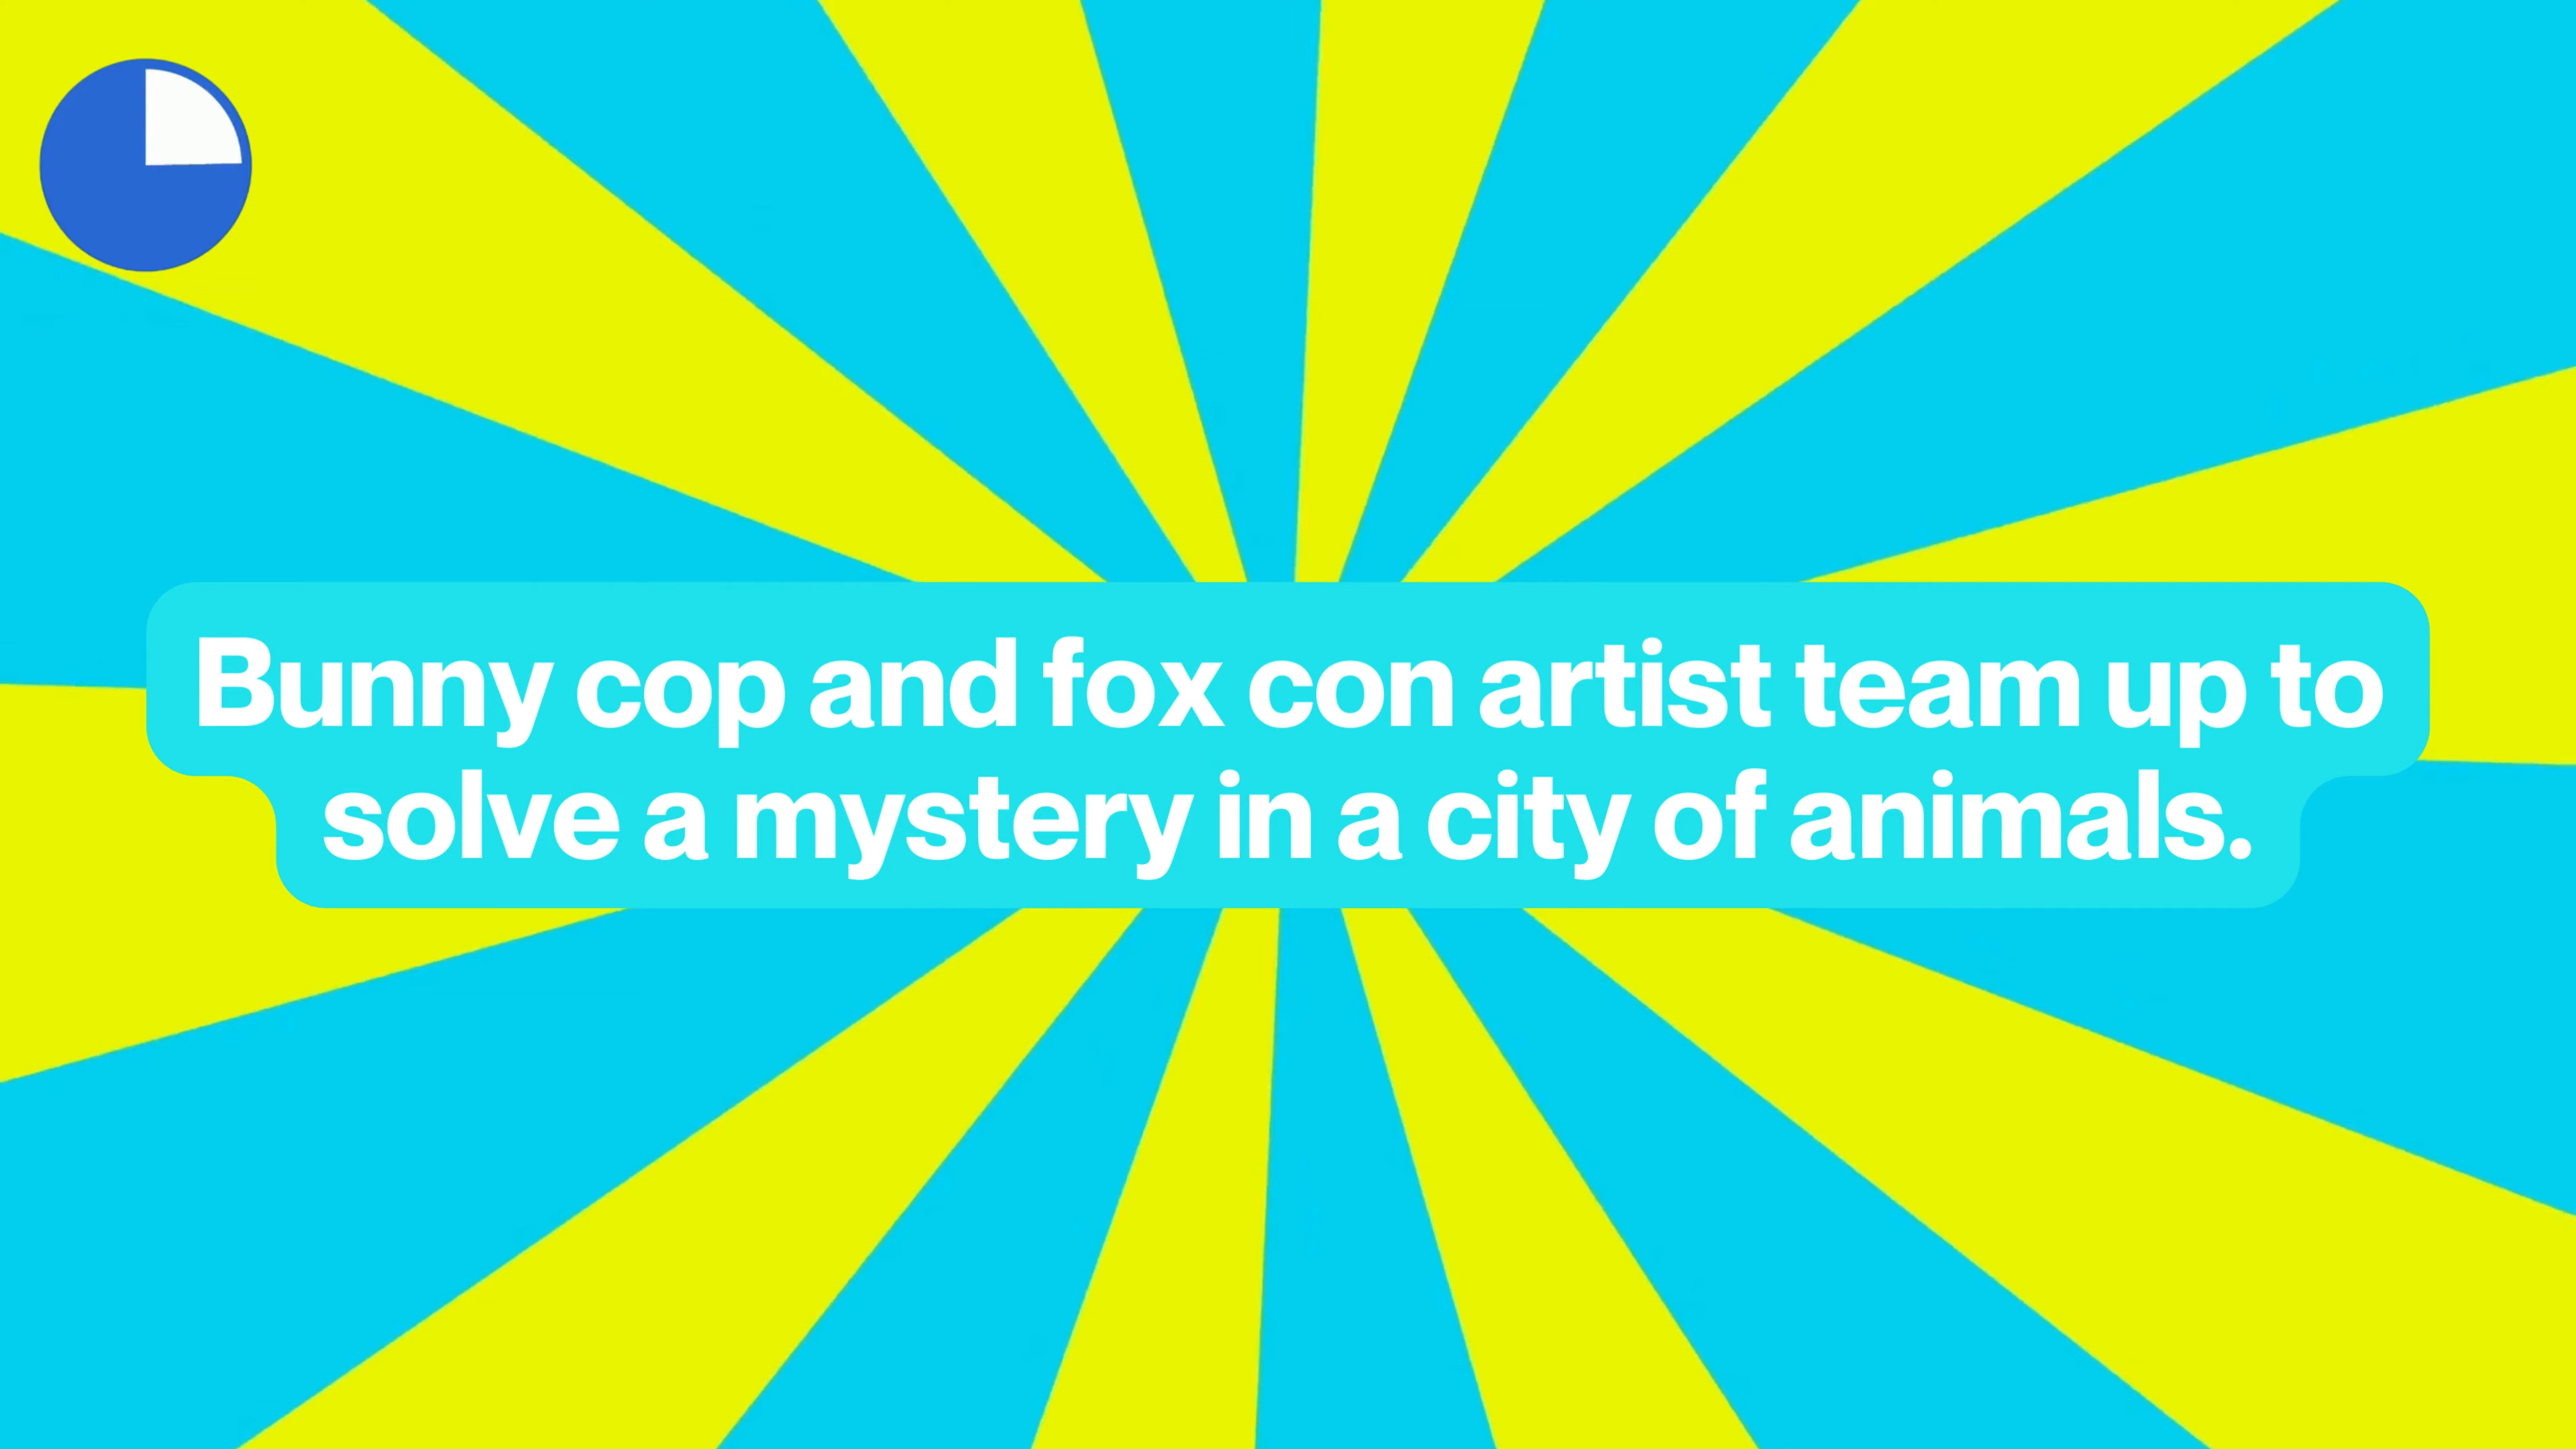 Bunny cop and fox con artist team up to
solve a mystery in a city of animals.